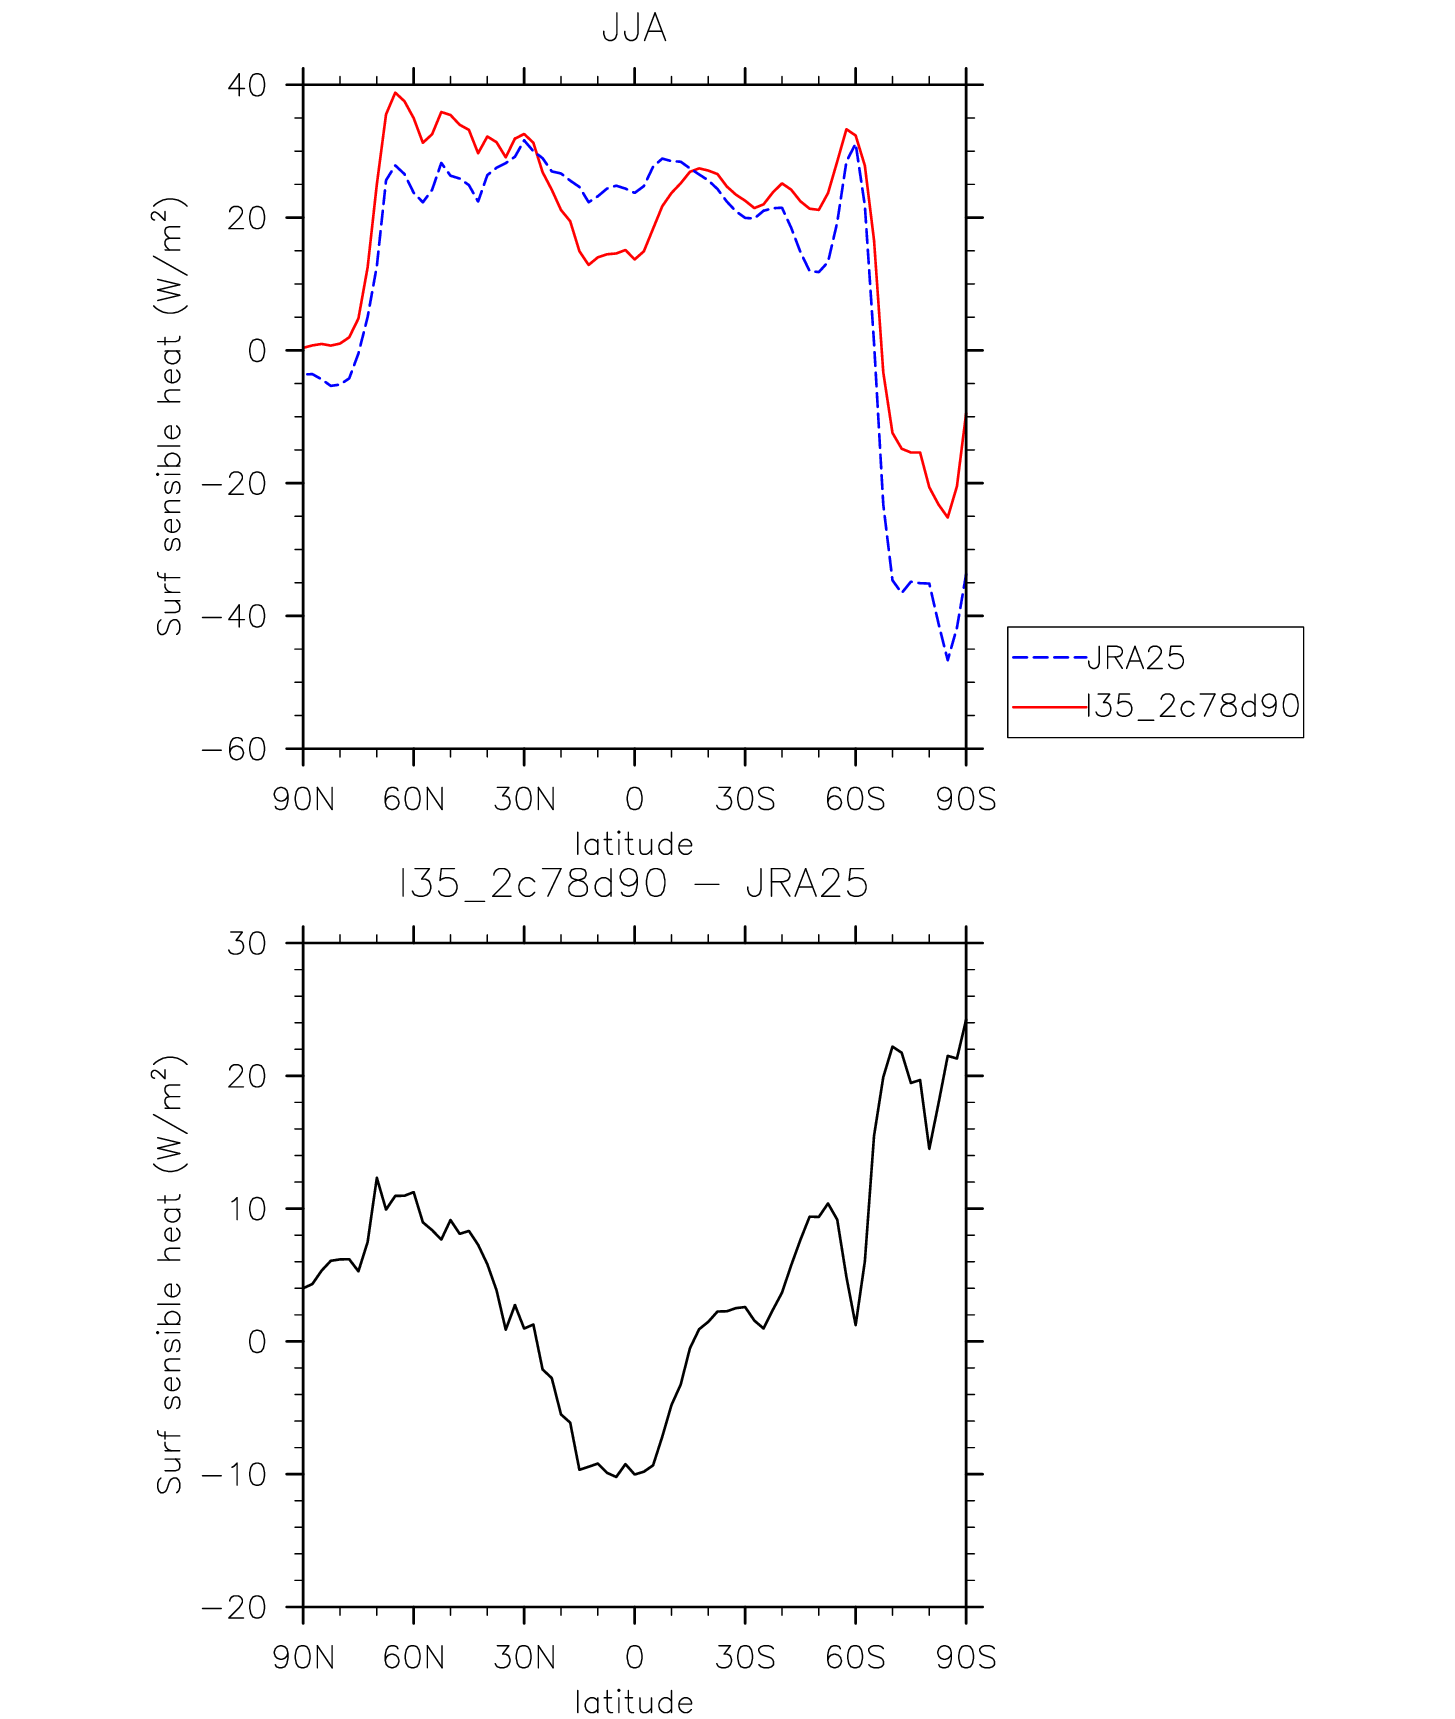 JJA
40
20
0
−20
−40
−60
Surf sensible heat (W/m²)
90N 60N 30N 0 30S 60S 90S
latitude
JRA25
I35_2c78d90
I35_2c78d90 − JRA25
30
20
10
0
−10
−20
Surf sensible heat (W/m²)
90N 60N 30N 0 30S 60S 90S
latitude